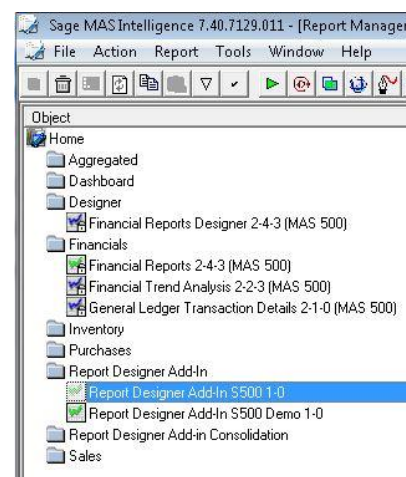 Sage MAS Intelligence 7.40.7129.011 - [Report Manager
File Action Report Tools Window Help
Object
Home
Aggregated
Dashboard
Designer
Financial Reports Designer 2-4-3 (MAS 500)
Financials
Financial Reports 2-4-3 (MAS 500)
Financial Trend Analysis 2-2-3 (MAS 500)
General Ledger Transaction Details 2-1-0 (MAS 500)
Inventory
Purchases
Report Designer Add-In
Report Designer Add-In S500 1-0
Report Designer Add-In S500 Demo 1-0
Report Designer Add-in Consolidation
Sales